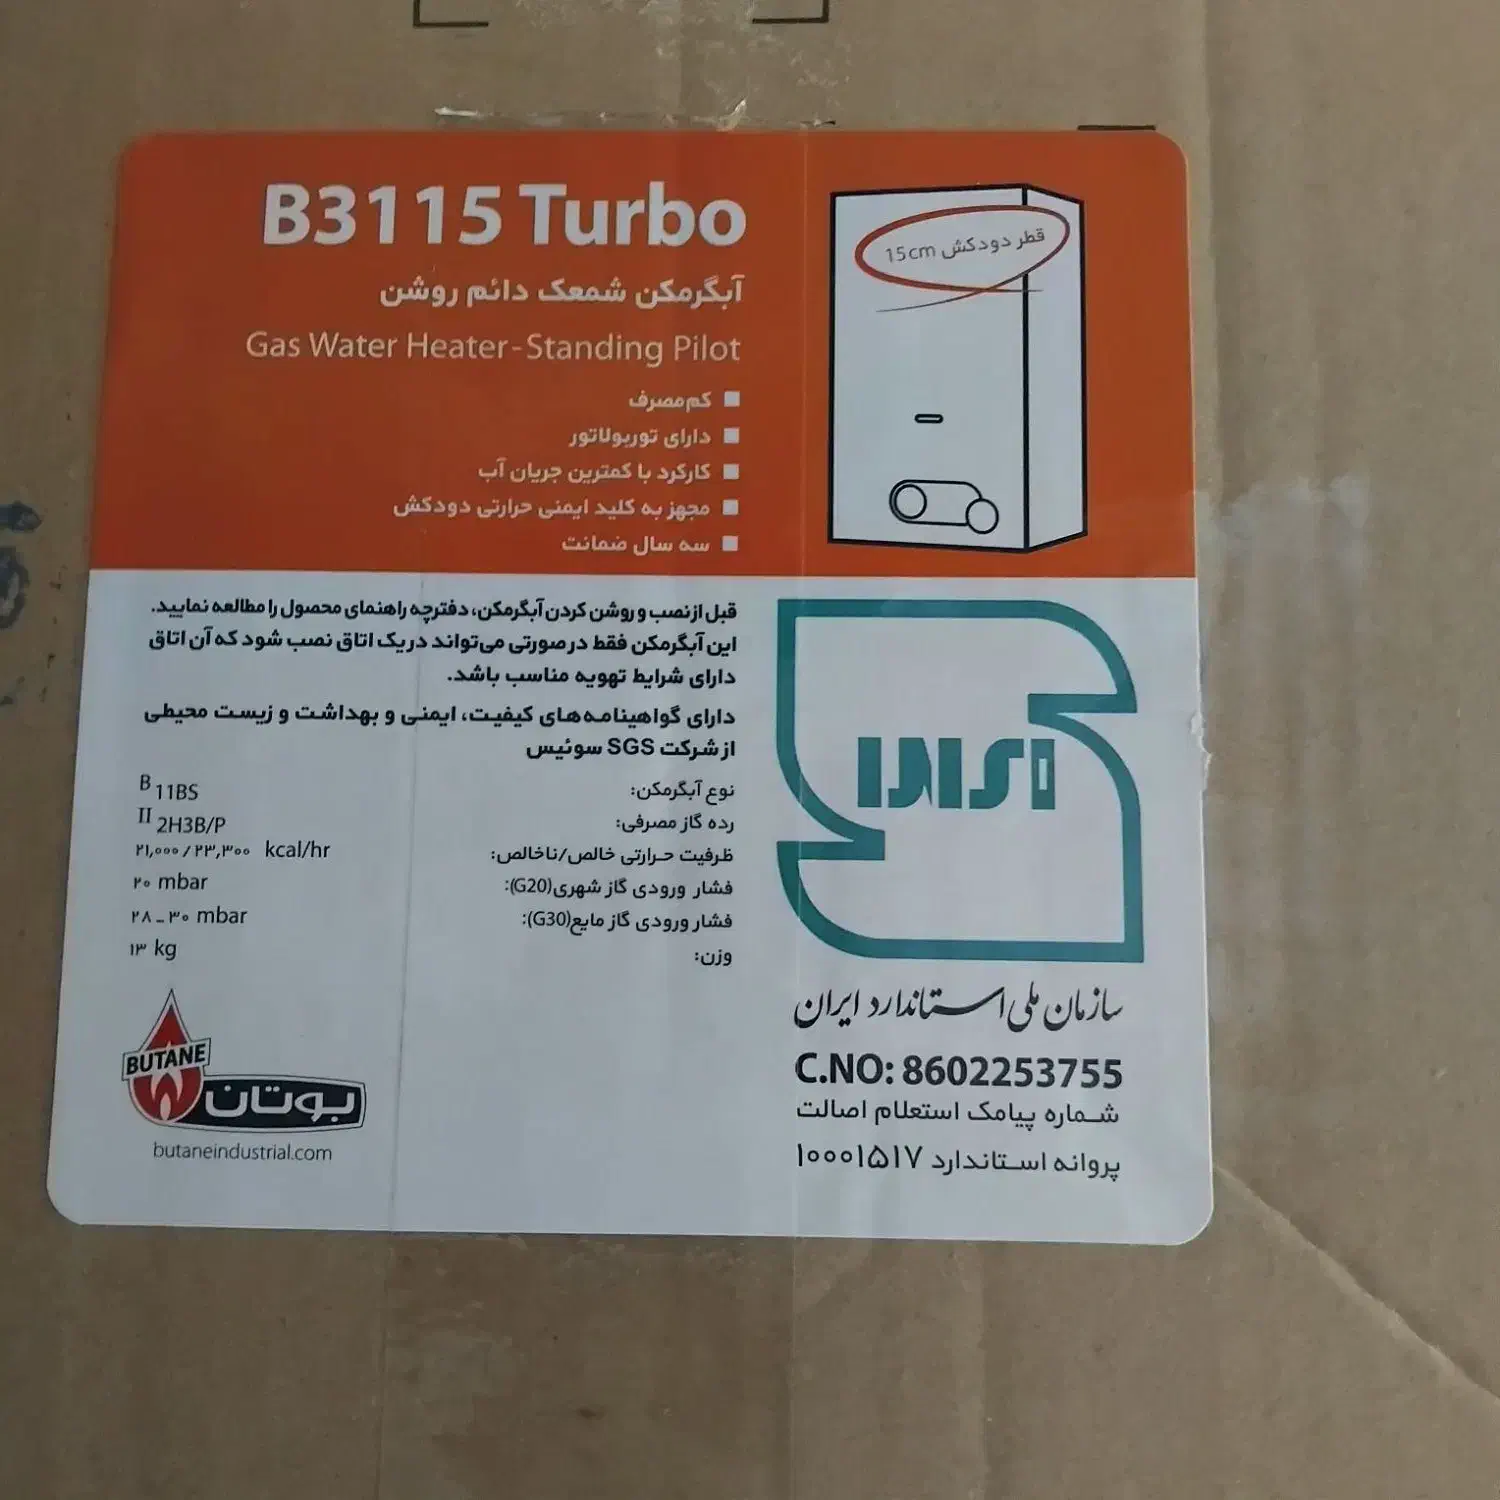 B3115 Turbo
آبگرمکن شمعک دائم روشن
Gas Water Heater-Standing Pilot
کم‌مصرف
دارای توربولاتور
کارکرد با کمترین جریان آب
مجهز به کلید ایمنی حرارتی دودکش
سه سال ضمانت
قطر دودکش 15cm
قبل از نصب و روشن کردن آبگرمکن، دفترچه راهنمای محصول را مطالعه نمایید.
این آبگرمکن فقط در صورتی می‌تواند در یک اتاق نصب شود که آن اتاق
دارای شرایط تهویه مناسب باشد.
دارای گواهینامه‌های کیفیت، ایمنی و بهداشت و زیست محیطی
از شرکت SGS سوئیس
نوع آبگرمکن: B 11BS
رده گاز مصرفی: II 2H3B/P
ظرفیت حرارتی خالص/ناخالص: ۲۱,۰۰۰ / ۲۳,۳۰۰ kcal/hr
فشار ورودی گاز شهری(G20): ۲۰ mbar
فشار ورودی گاز مایع(G30): ۲۸ _ ۳۰ mbar
وزن: ۱۳ kg
BUTANE
بوتان
butaneindustrial.com
سازمان ملی استاندارد ایران
C.NO: 8602253755
شماره پیامک استعلام اصالت
پروانه استاندارد ۱۰۰۰۱۵۱۷